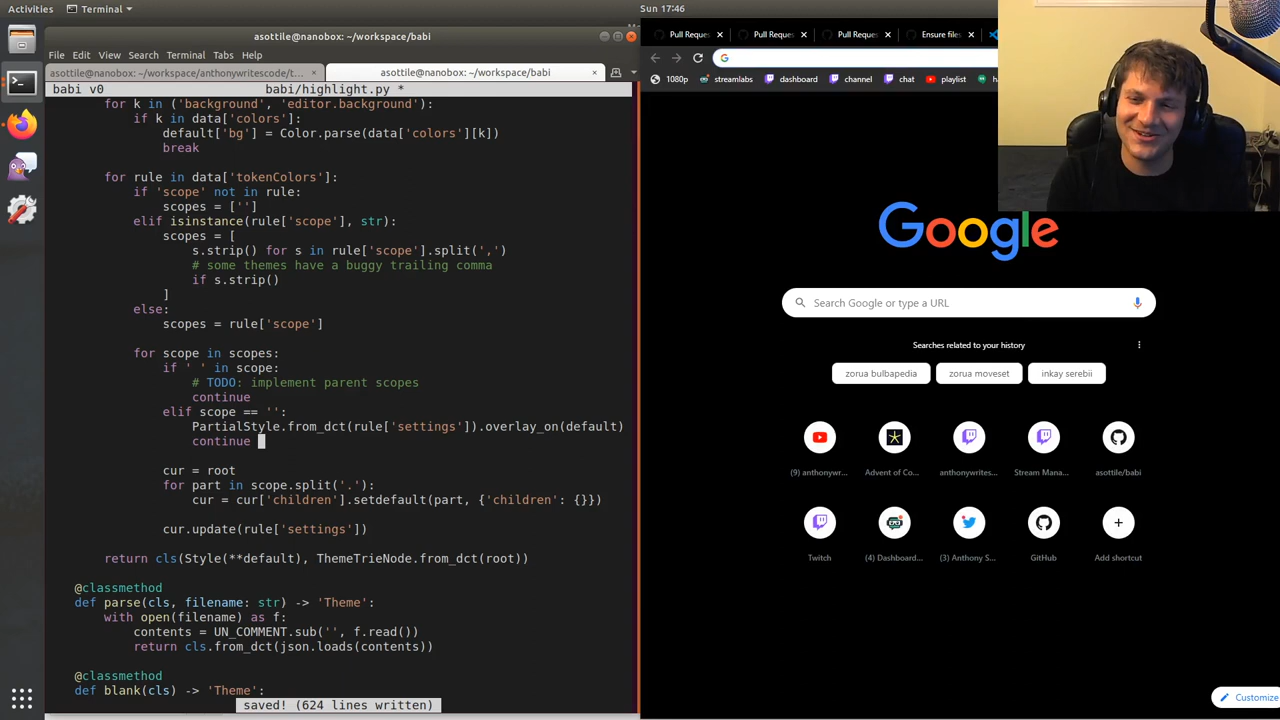 Activities
Terminal
Sun 17:46
asottile@nanobox: ~/workspace/babi
File Edit View Search Terminal Tabs Help
asottile@nanobox: ~/workspace/anthonywritescode/t…
asottile@nanobox: ~/workspace/babi
babi v0 babi/highlight.py *
for k in ('background', 'editor.background'):
if k in data['colors']:
default['bg'] = Color.parse(data['colors'][k])
break
for rule in data['tokenColors']:
if 'scope' not in rule:
scopes = ['']
elif isinstance(rule['scope'], str):
scopes = [
s.strip() for s in rule['scope'].split(',')
# some themes have a buggy trailing comma
if s.strip()
]
else:
scopes = rule['scope']
for scope in scopes:
if ' ' in scope:
# TODO: implement parent scopes
continue
elif scope == '':
PartialStyle.from_dct(rule['settings']).overlay_on(default)
continue
cur = root
for part in scope.split('.'):
cur = cur['children'].setdefault(part, {'children': {}})
cur.update(rule['settings'])
return cls(Style(**default), ThemeTrieNode.from_dct(root))
@classmethod
def parse(cls, filename: str) -> 'Theme':
with open(filename) as f:
contents = UN_COMMENT.sub('', f.read())
return cls.from_dct(json.loads(contents))
@classmethod
def blank(cls) -> 'Theme':
saved! (624 lines written)
Pull Reques
Pull Reques
Pull Reques
Ensure files
1080p
streamlabs
dashboard
channel
chat
playlist
Google
Search Google or type a URL
Searches related to your history
zorua bulbapedia
zorua moveset
inkay serebii
(9) anthonywr...
Advent of Co...
anthonywrites...
Stream Mana...
asottile/babi
Twitch
(4) Dashboard...
(3) Anthony S...
GitHub
Add shortcut
Customize